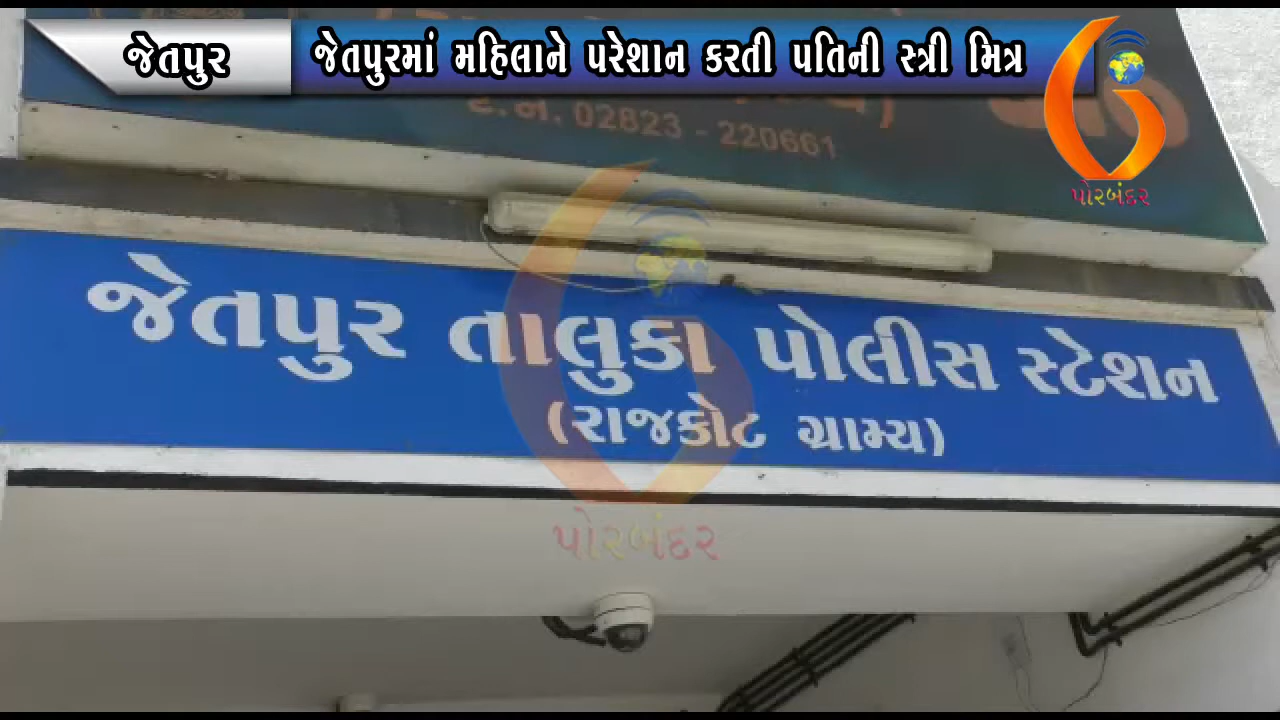 જેતપુર
જેતપુરમાં મહિલાને પરેશાન કરતી પતિની સ્ત્રી મિત્ર
ટે.નં. 02823 - 220661
પોરબંદર
જેતપુર તાલુકા પોલીસ સ્ટેશન
(રાજકોટ ગ્રામ્ય)
પોરબંદર